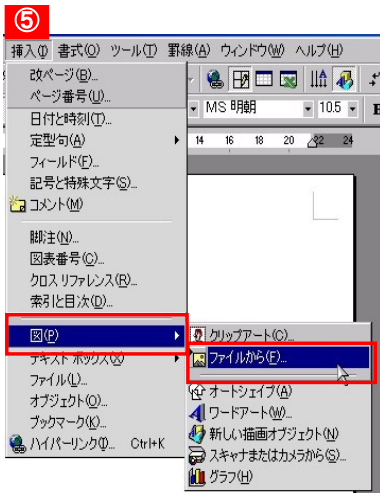 ⑤
挿入(I) 書式(O) ツール(T) 罫線(A) ウィンドウ(W) ヘルプ(H)
改ページ(B)...
ページ番号(U)...
日付と時刻(T)...
定型句(A)
フィールド(F)...
記号と特殊文字(S)...
コメント(M)
脚注(N)...
図表番号(C)...
クロス リファレンス(R)...
索引と目次(D)...
図(P)
テキスト ボックス(X)
ファイル(L)...
オブジェクト(O)...
ブックマーク(K)...
ハイパーリンク(I)... Ctrl+K
MS 明朝 10.5
14 16 18 20 22 24
クリップアート(C)...
ファイルから(F)...
オートシェイプ(A)
ワードアート(W)...
新しい描画オブジェクト(N)
スキャナまたはカメラから(S)...
グラフ(H)